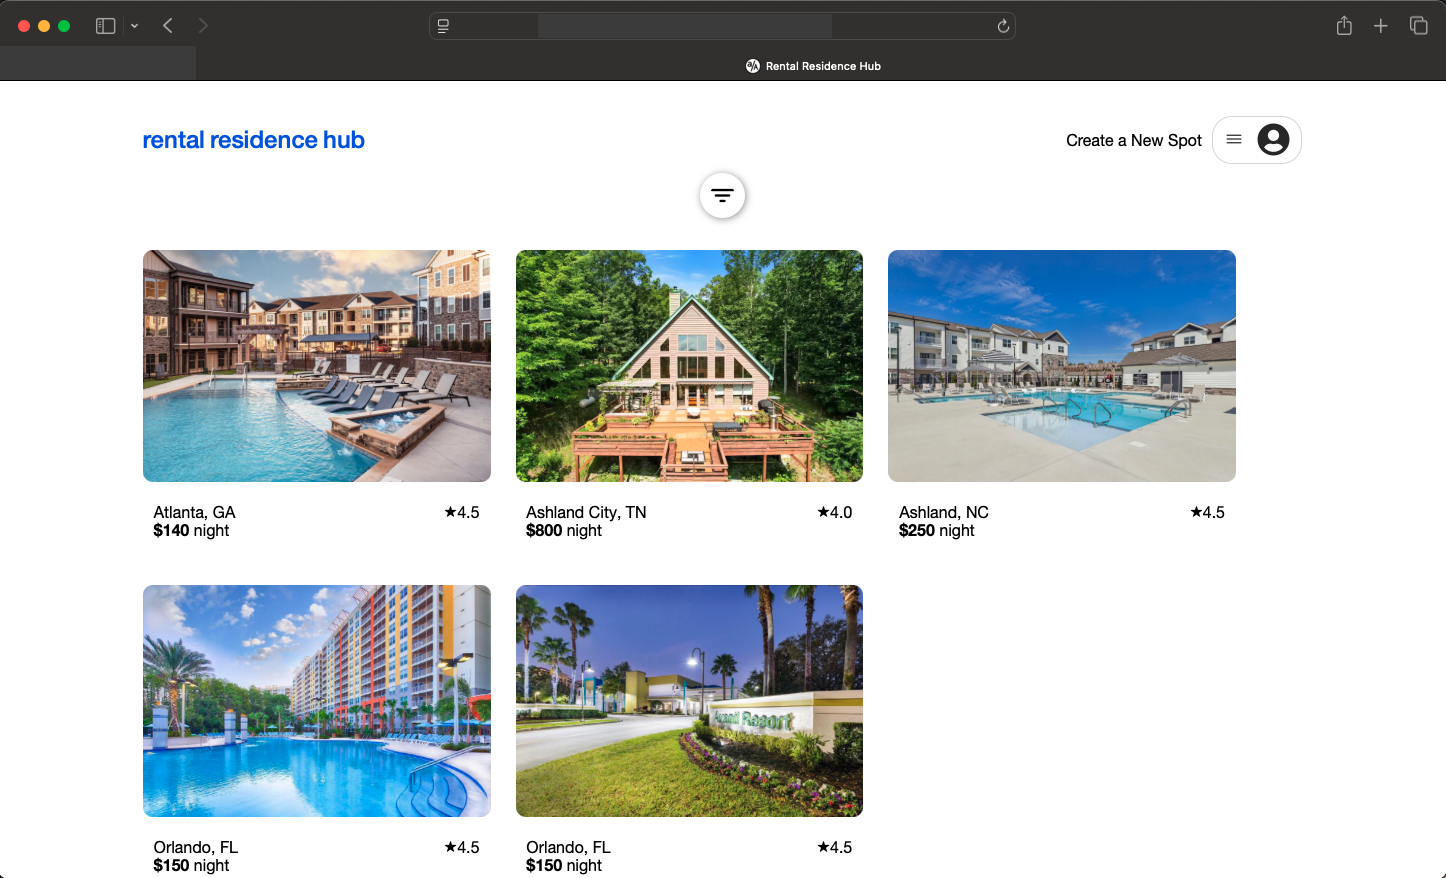 Rental Residence Hub
rental residence hub
Create a New Spot
Atlanta, GA ★4.5
$140 night
Ashland City, TN ★4.0
$800 night
Ashland, NC ★4.5
$250 night
Resort
Orlando, FL ★4.5
$150 night
Orlando, FL ★4.5
$150 night